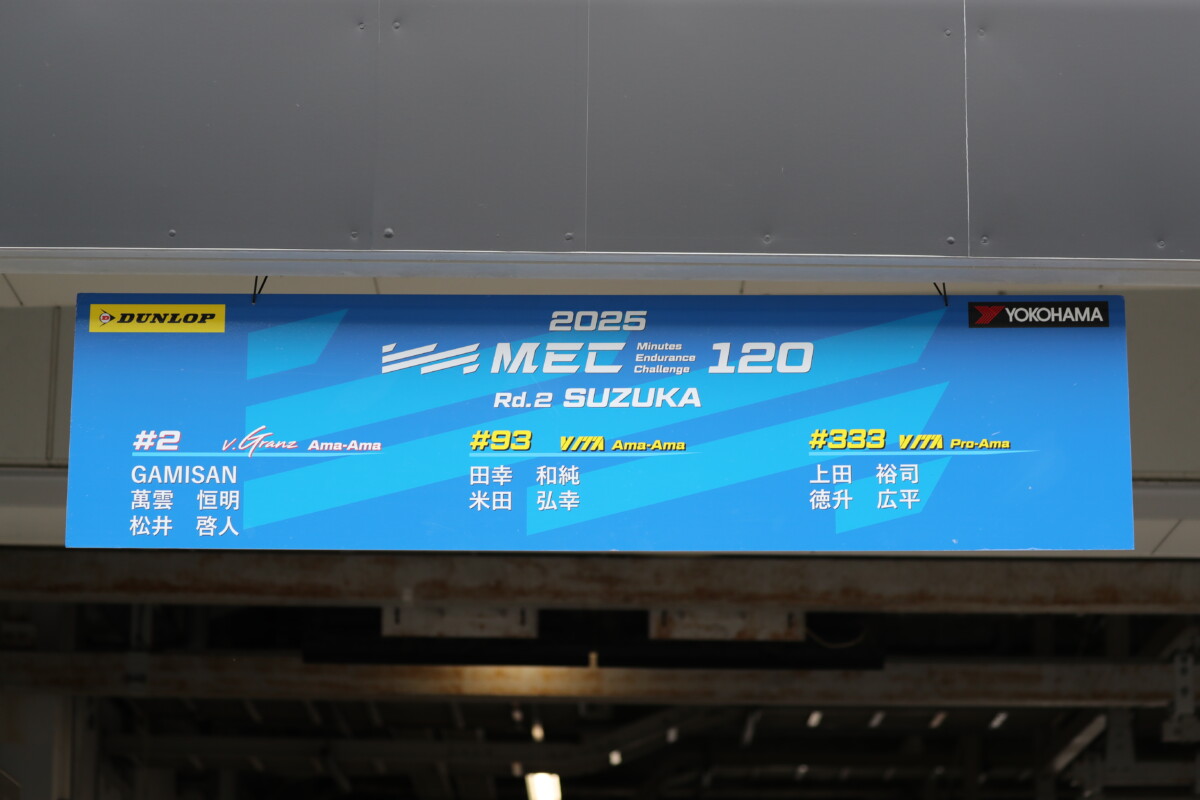 DUNLOP
YOKOHAMA
2025
MEC Minutes Endurance Challenge 120
Rd.2 SUZUKA
#2 v.Granz Ama-Ama
GAMISAN
萬雲 恒明
松井 啓人
#93 VITA Ama-Ama
田幸 和純
米田 弘幸
#333 VITA Pro-Ama
上田 裕司
徳升 広平